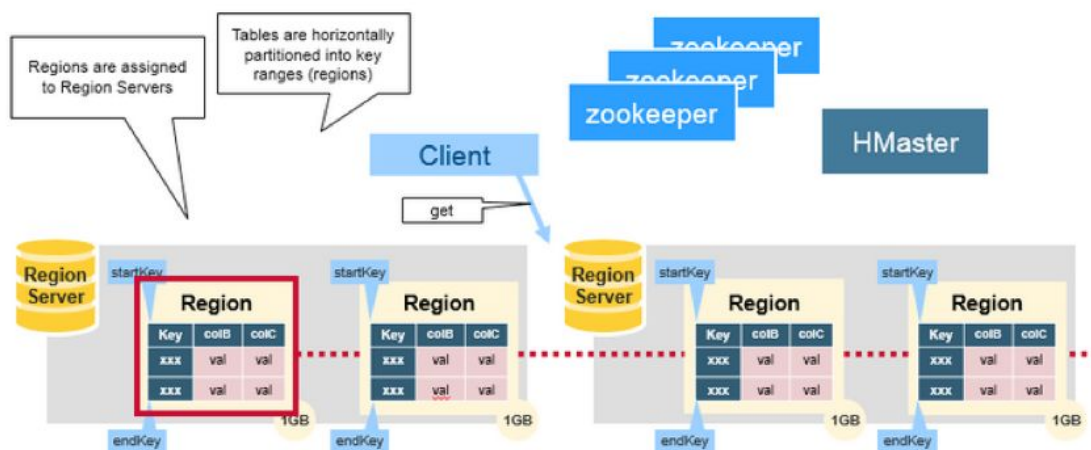 Regions are assigned
to Region Servers
Tables are horizontally
partitioned into key
ranges (regions)
zookeeper
zookeeper
zookeeper
HMaster
Client
get
Region
Server
startKey
Region
Key colB colC
xxx val val
xxx val val
endKey
1GB
startKey
Region
Key colB colC
xxx val val
xxx val val
endKey
1GB
Region
Server
startKey
Region
Key colB colC
xxx val val
xxx val val
endKey
1GB
startKey
Region
Key colB colC
xxx val val
xxx val val
endKey
1GB